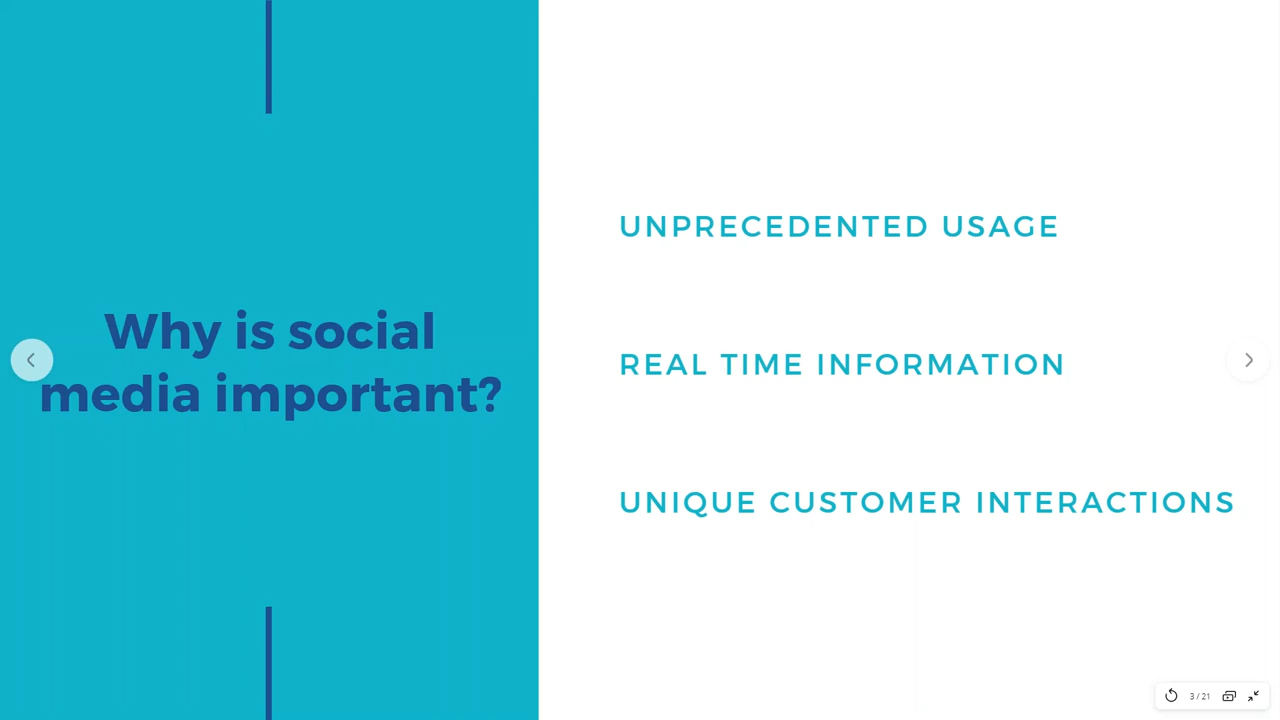 Why is social
media important?
UNPRECEDENTED USAGE
REAL TIME INFORMATION
UNIQUE CUSTOMER INTERACTIONS
3 / 21